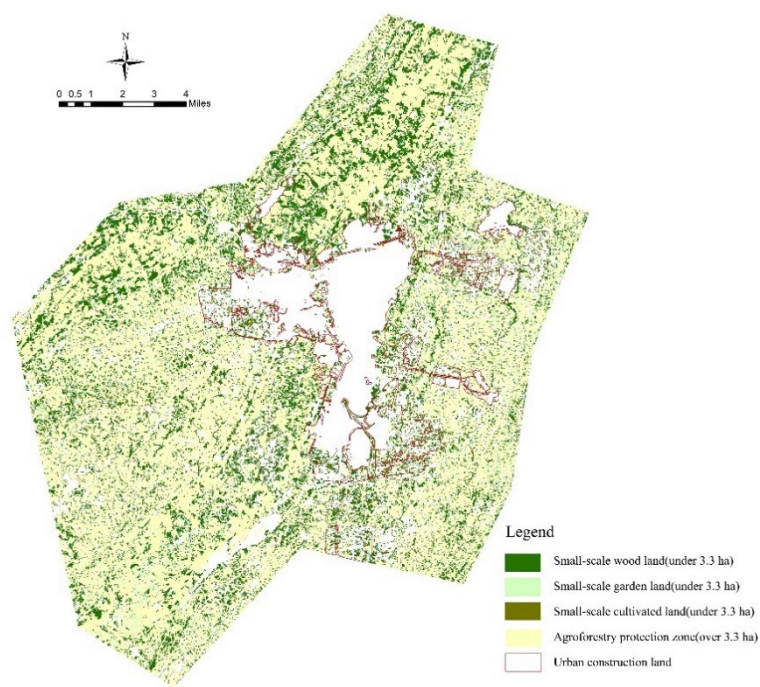 N
0 0.5 1 2 3 4
Miles
Legend
Small-scale wood land(under 3.3 ha)
Small-scale garden land(under 3.3 ha)
Small-scale cultivated land(under 3.3 ha)
Agroforestry protection zone(over 3.3 ha)
Urban construction land